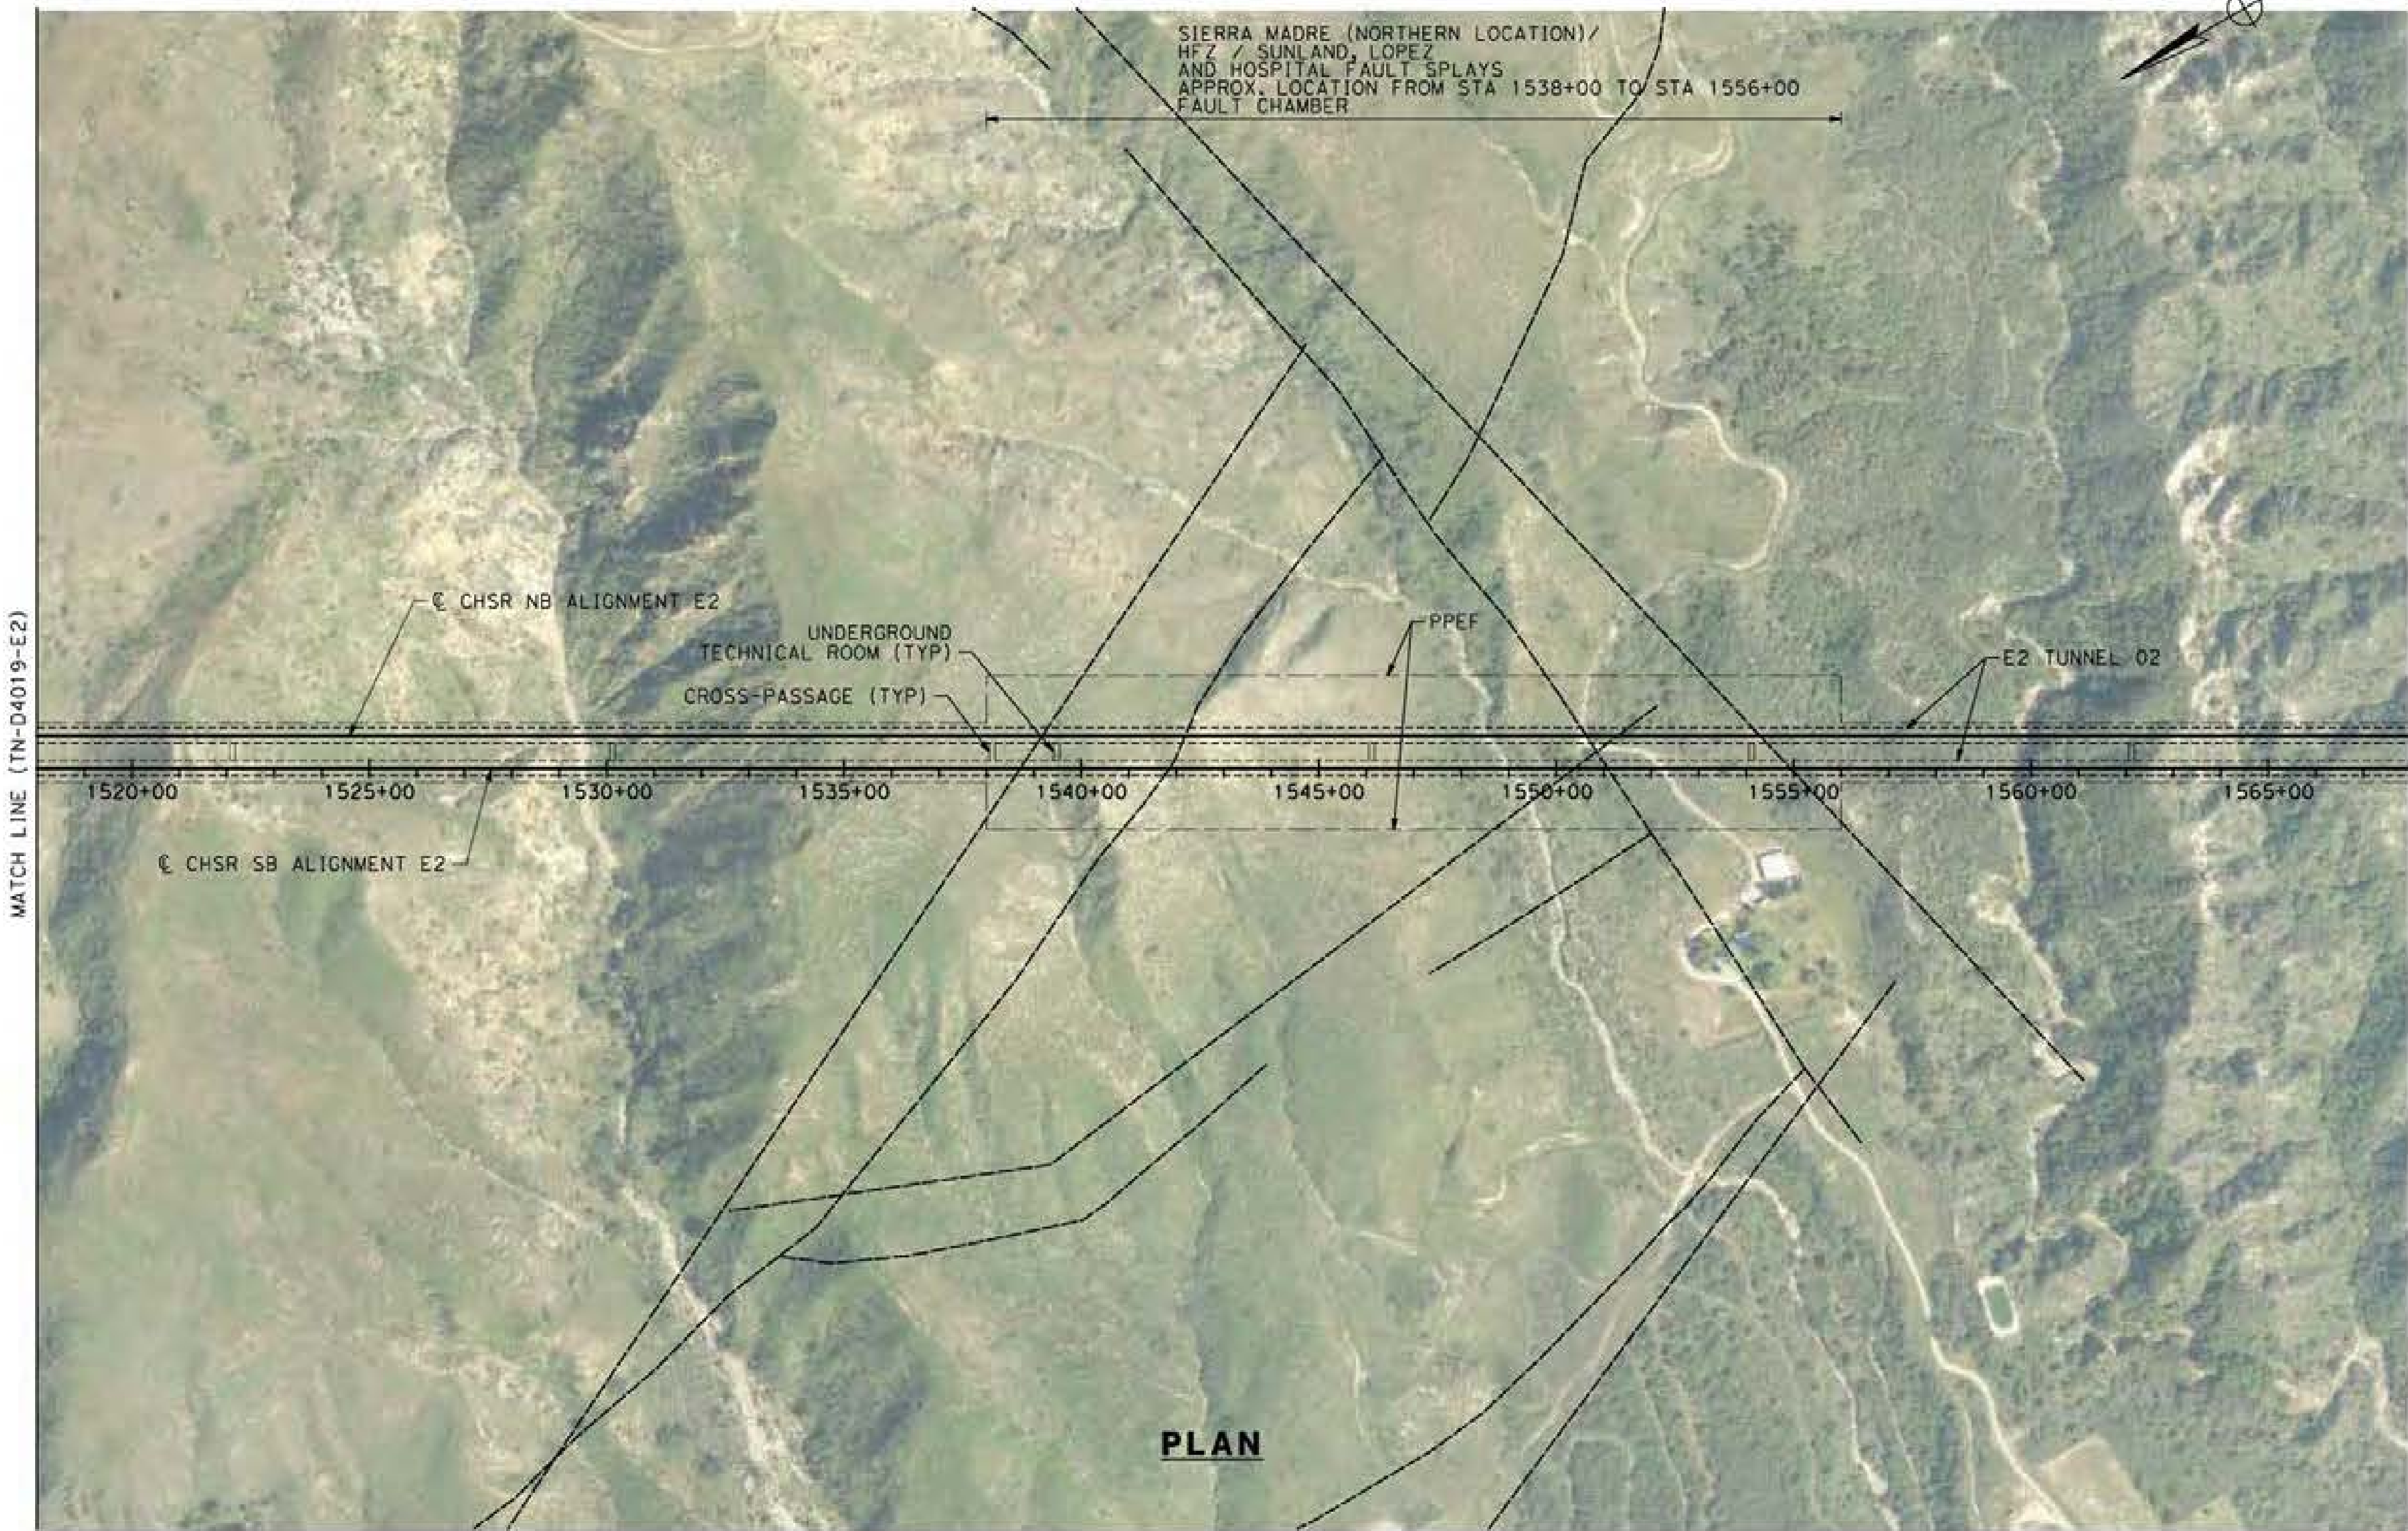 SIERRA MADRE (NORTHERN LOCATION)/
HFZ / SUNLAND, LOPEZ
AND HOSPITAL FAULT SPLAYS
APPROX. LOCATION FROM STA 1538+00 TO STA 1556+00
FAULT CHAMBER
MATCH LINE (TN-D4019-E2)
℄ CHSR NB ALIGNMENT E2
UNDERGROUND
TECHNICAL ROOM (TYP)
CROSS-PASSAGE (TYP)
PPEF
E2 TUNNEL 02
1520+00 1525+00 1530+00 1535+00 1540+00 1545+00 1550+00 1555+00 1560+00 1565+00
℄ CHSR SB ALIGNMENT E2
PLAN